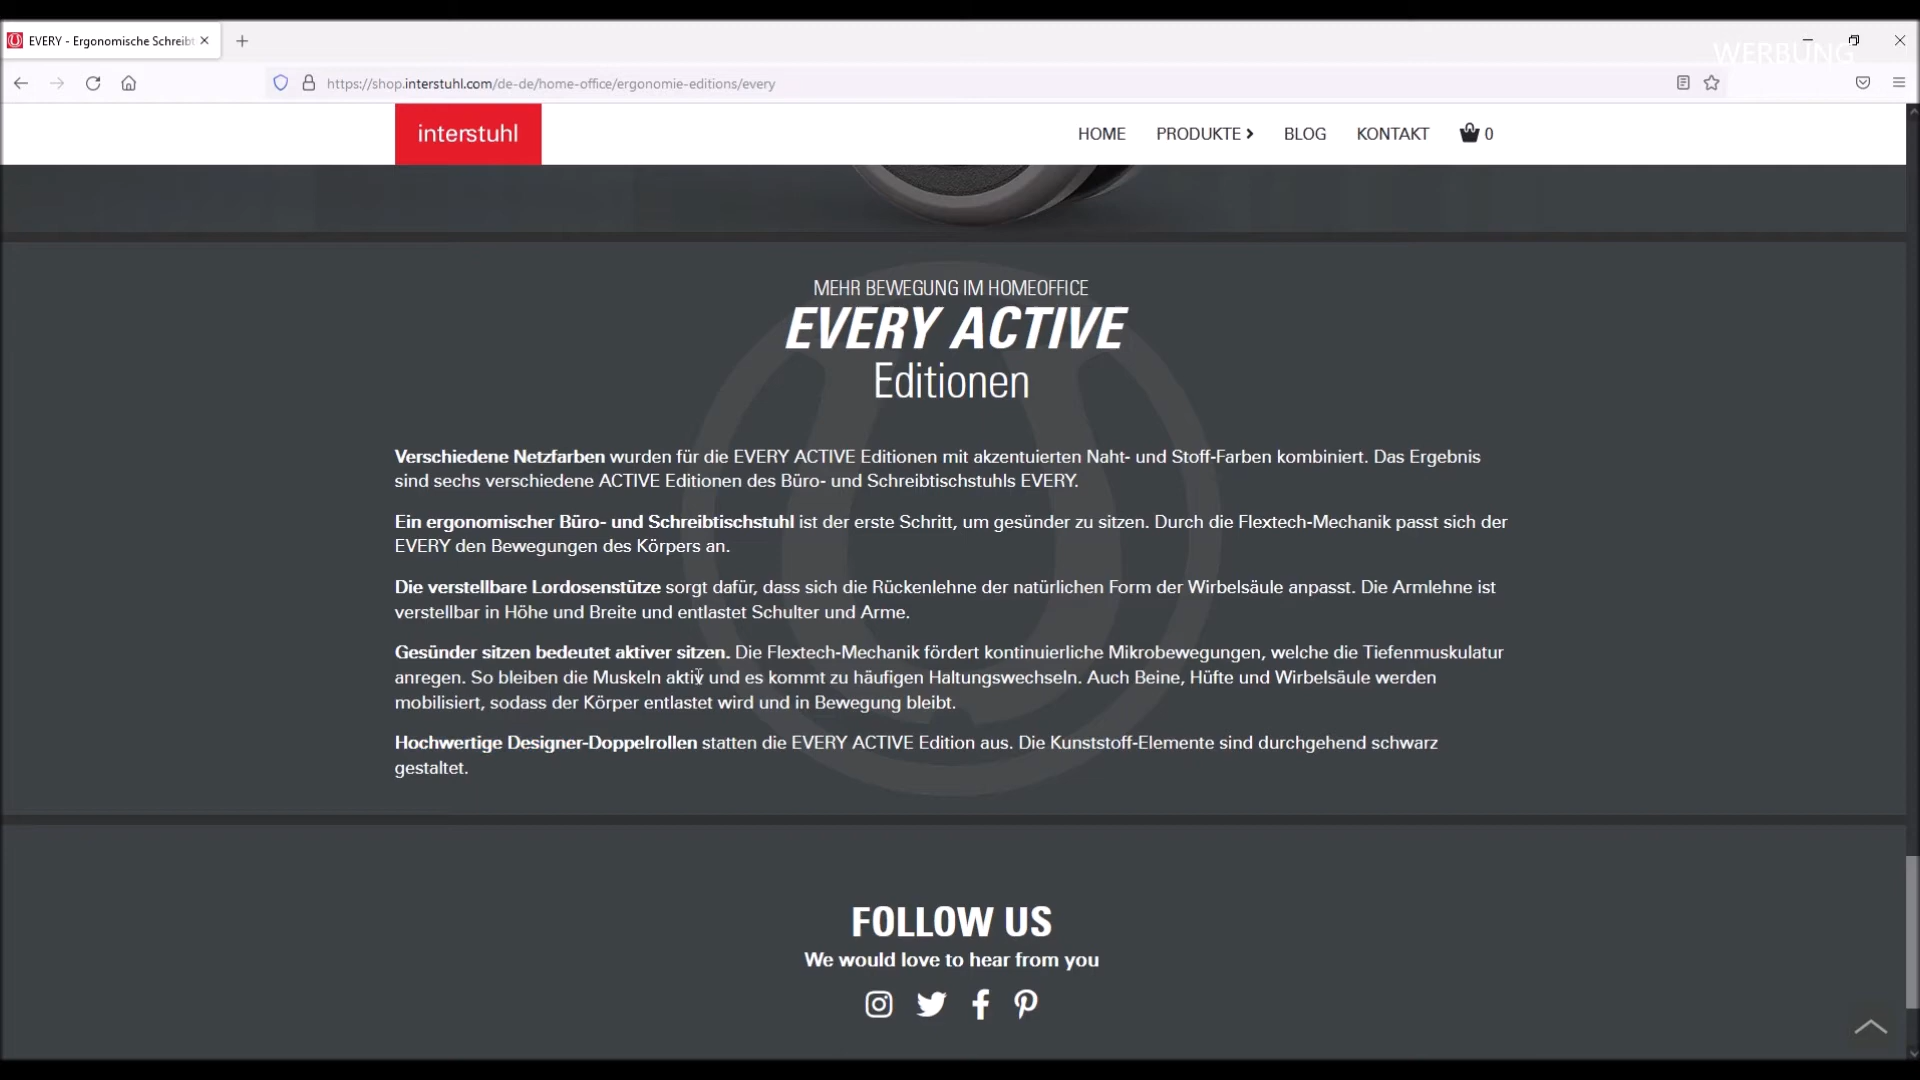 EVERY - Ergonomische Schreibt
WERBUNG
https://shop.interstuhl.com/de-de/home-office/ergonomie-editions/every
interstuhl
HOME PRODUKTE BLOG KONTAKT 0
MEHR BEWEGUNG IM HOMEOFFICE
EVERY ACTIVE
Editionen
Verschiedene Netzfarben wurden für die EVERY ACTIVE Editionen mit akzentuierten Naht- und Stoff-Farben kombiniert. Das Ergebnis
sind sechs verschiedene ACTIVE Editionen des Büro- und Schreibtischstuhls EVERY.
Ein ergonomischer Büro- und Schreibtischstuhl ist der erste Schritt, um gesünder zu sitzen. Durch die Flextech-Mechanik passt sich der
EVERY den Bewegungen des Körpers an.
Die verstellbare Lordosenstütze sorgt dafür, dass sich die Rückenlehne der natürlichen Form der Wirbelsäule anpasst. Die Armlehne ist
verstellbar in Höhe und Breite und entlastet Schulter und Arme.
Gesünder sitzen bedeutet aktiver sitzen. Die Flextech-Mechanik fördert kontinuierliche Mikrobewegungen, welche die Tiefenmuskulatur
anregen. So bleiben die Muskeln aktiv und es kommt zu häufigen Haltungswechseln. Auch Beine, Hüfte und Wirbelsäule werden
mobilisiert, sodass der Körper entlastet wird und in Bewegung bleibt.
Hochwertige Designer-Doppelrollen statten die EVERY ACTIVE Edition aus. Die Kunststoff-Elemente sind durchgehend schwarz
gestaltet.
FOLLOW US
We would love to hear from you